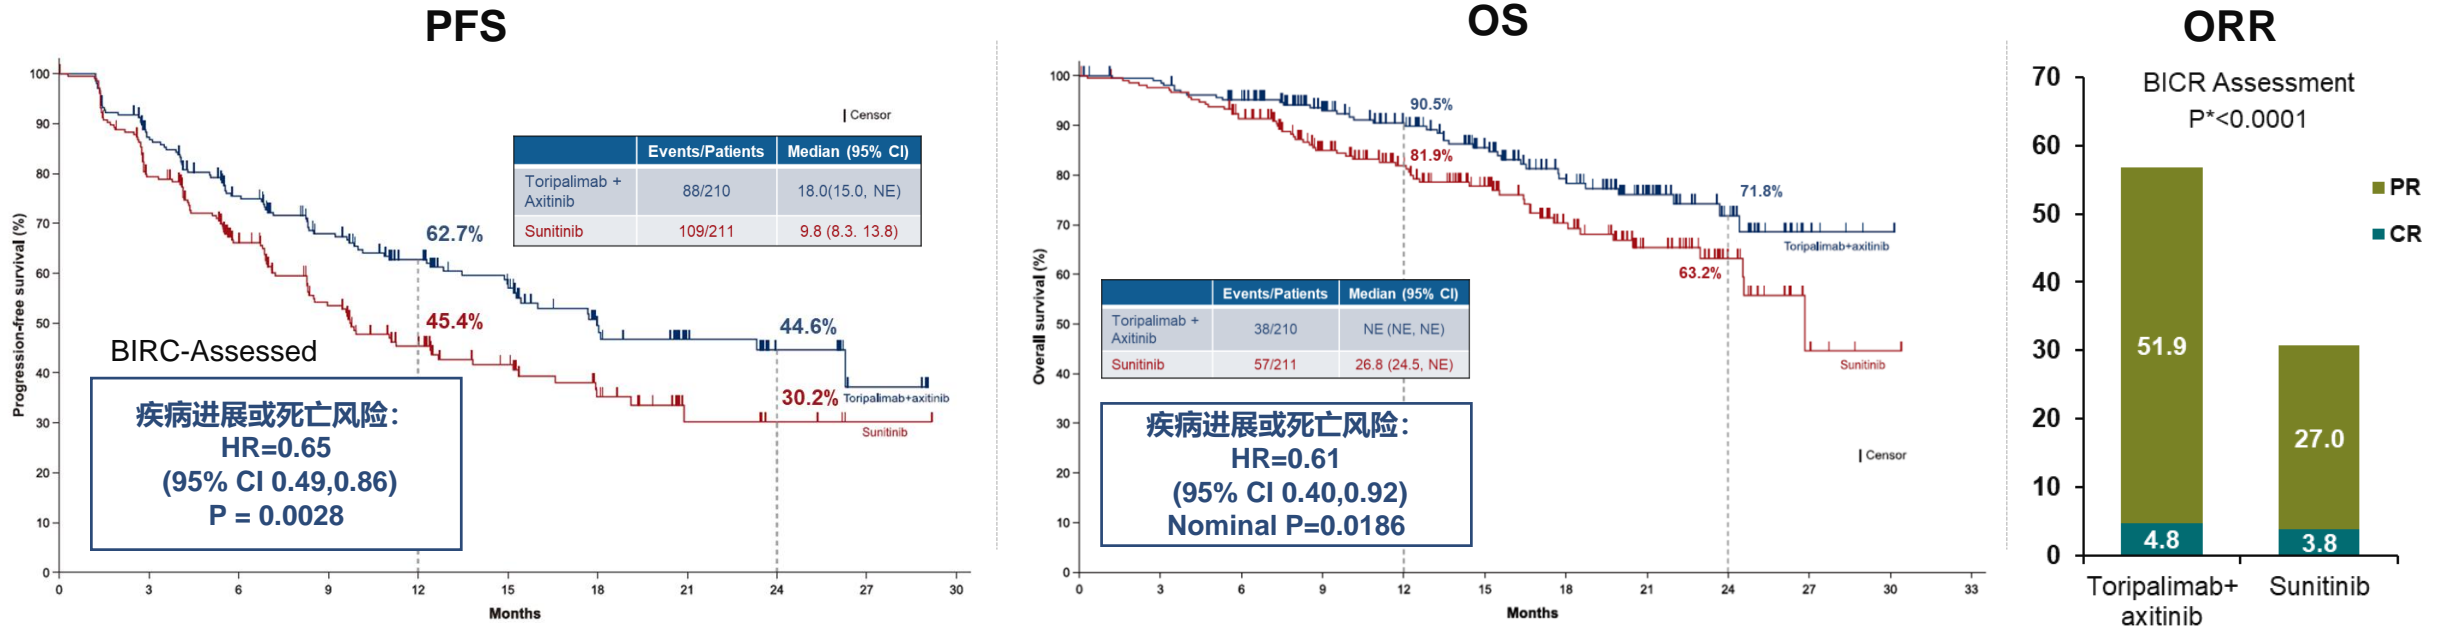 PFS
100
90
80
70
60
50
40
30
20
10
0
Progression-free survival (%)
Censor
Events/Patients Median (95% CI)
Toripalimab +
Axitinib
88/210 18.0(15.0, NE)
Sunitinib 109/211 9.8 (8.3. 13.8)
62.7%
45.4%
44.6%
30.2%
Toripalimab+axitinib
Sunitinib
BIRC-Assessed
疾病进展或死亡风险：
HR=0.65
(95% CI 0.49,0.86)
P = 0.0028
0 3 6 9 12 15 18 21 24 27 30
Months
OS
100
90
80
70
60
50
40
30
20
10
0
Overall survival (%)
90.5%
81.9%
71.8%
63.2%
Toripalimab+axitinib
Sunitinib
Events/Patients Median (95% CI)
Toripalimab +
Axitinib
38/210 NE (NE, NE)
Sunitinib 57/211 26.8 (24.5, NE)
疾病进展或死亡风险：
HR=0.61
(95% CI 0.40,0.92)
Nominal P=0.0186
Censor
0 3 6 9 12 15 18 21 24 27 30 33
Months
ORR
BICR Assessment
P*<0.0001
70
60
50
40
30
20
10
0
PR
CR
51.9
4.8
27.0
3.8
Toripalimab+
axitinib
Sunitinib